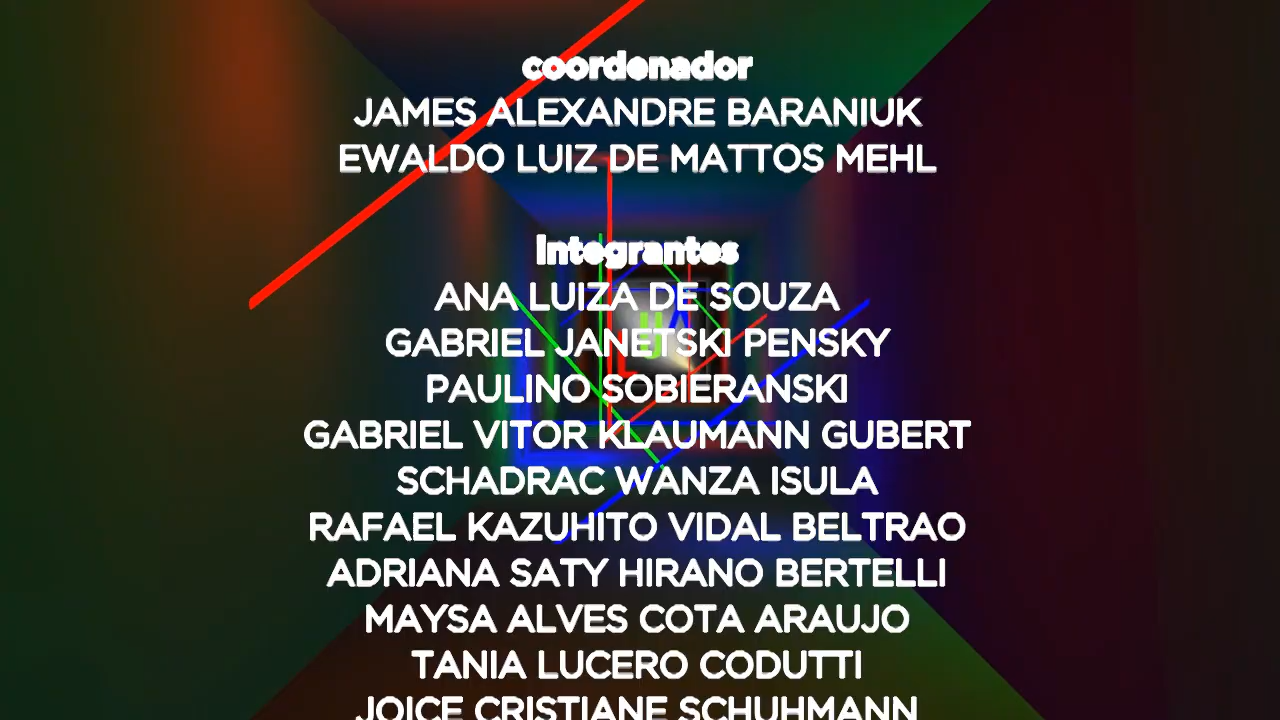 coordenador
JAMES ALEXANDRE BARANIUK
EWALDO LUIZ DE MATTOS MEHL
integrantes
ANA LUIZA DE SOUZA
GABRIEL JANETSKI PENSKY
PAULINO SOBIERANSKI
GABRIEL VITOR KLAUMANN GUBERT
SCHADRAC WANZA ISULA
RAFAEL KAZUHITO VIDAL BELTRAO
ADRIANA SATY HIRANO BERTELLI
MAYSA ALVES COTA ARAUJO
TANIA LUCERO CODUTTI
JOICE CRISTIANE SCHUHMANN